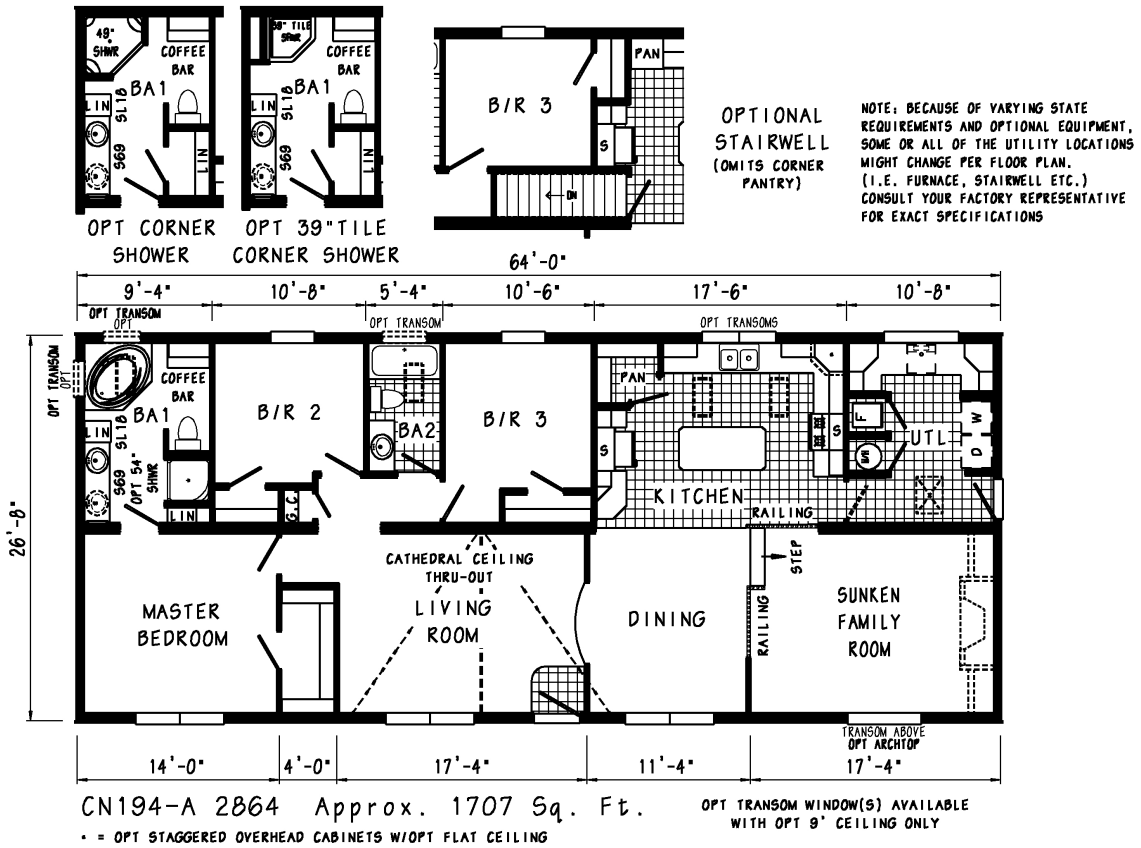 48"
SHWR
COFFEE
BAR
BA1
LIN
SL18
S69
LIN
OPT CORNER
SHOWER
39" TILE
SHWR
COFFEE
BAR
BA1
LIN
SL18
S69
LIN
OPT 39"TILE
CORNER SHOWER
B/R 3
PAN
S
DN
OPTIONAL
STAIRWELL
(OMITS CORNER
PANTRY)
NOTE: BECAUSE OF VARYING STATE
REQUIREMENTS AND OPTIONAL EQUIPMENT,
SOME OR ALL OF THE UTILITY LOCATIONS
MIGHT CHANGE PER FLOOR PLAN.
(I.E. FURNACE, STAIRWELL ETC.)
CONSULT YOUR FACTORY REPRESENTATIVE
FOR EXACT SPECIFICATIONS
64'-0"
9'-4"
10'-8"
5'-4"
10'-6"
17'-6"
10'-8"
OPT TRANSOM
OPT
OPT TRANSOM
OPT TRANSOMS
OPT TRANSOM
OPT
26'-8"
COFFEE
BAR
BA1
LIN
SL18
S69
OPT 54"
SHWR
LIN
B/R 2
G.C.
BA2
B/R 3
PAN
S
S
KITCHEN
RAILING
F
W/H
UTL
W
D
MASTER
BEDROOM
CATHEDRAL CEILING
THRU-OUT
LIVING
ROOM
DINING
STEP
RAILING
SUNKEN
FAMILY
ROOM
TRANSOM ABOVE
OPT ARCHTOP
14'-0"
4'-0"
17'-4"
11'-4"
17'-4"
CN194-A 2864 Approx. 1707 Sq. Ft.
OPT TRANSOM WINDOW(S) AVAILABLE
WITH OPT 9' CEILING ONLY
* = OPT STAGGERED OVERHEAD CABINETS W/OPT FLAT CEILING